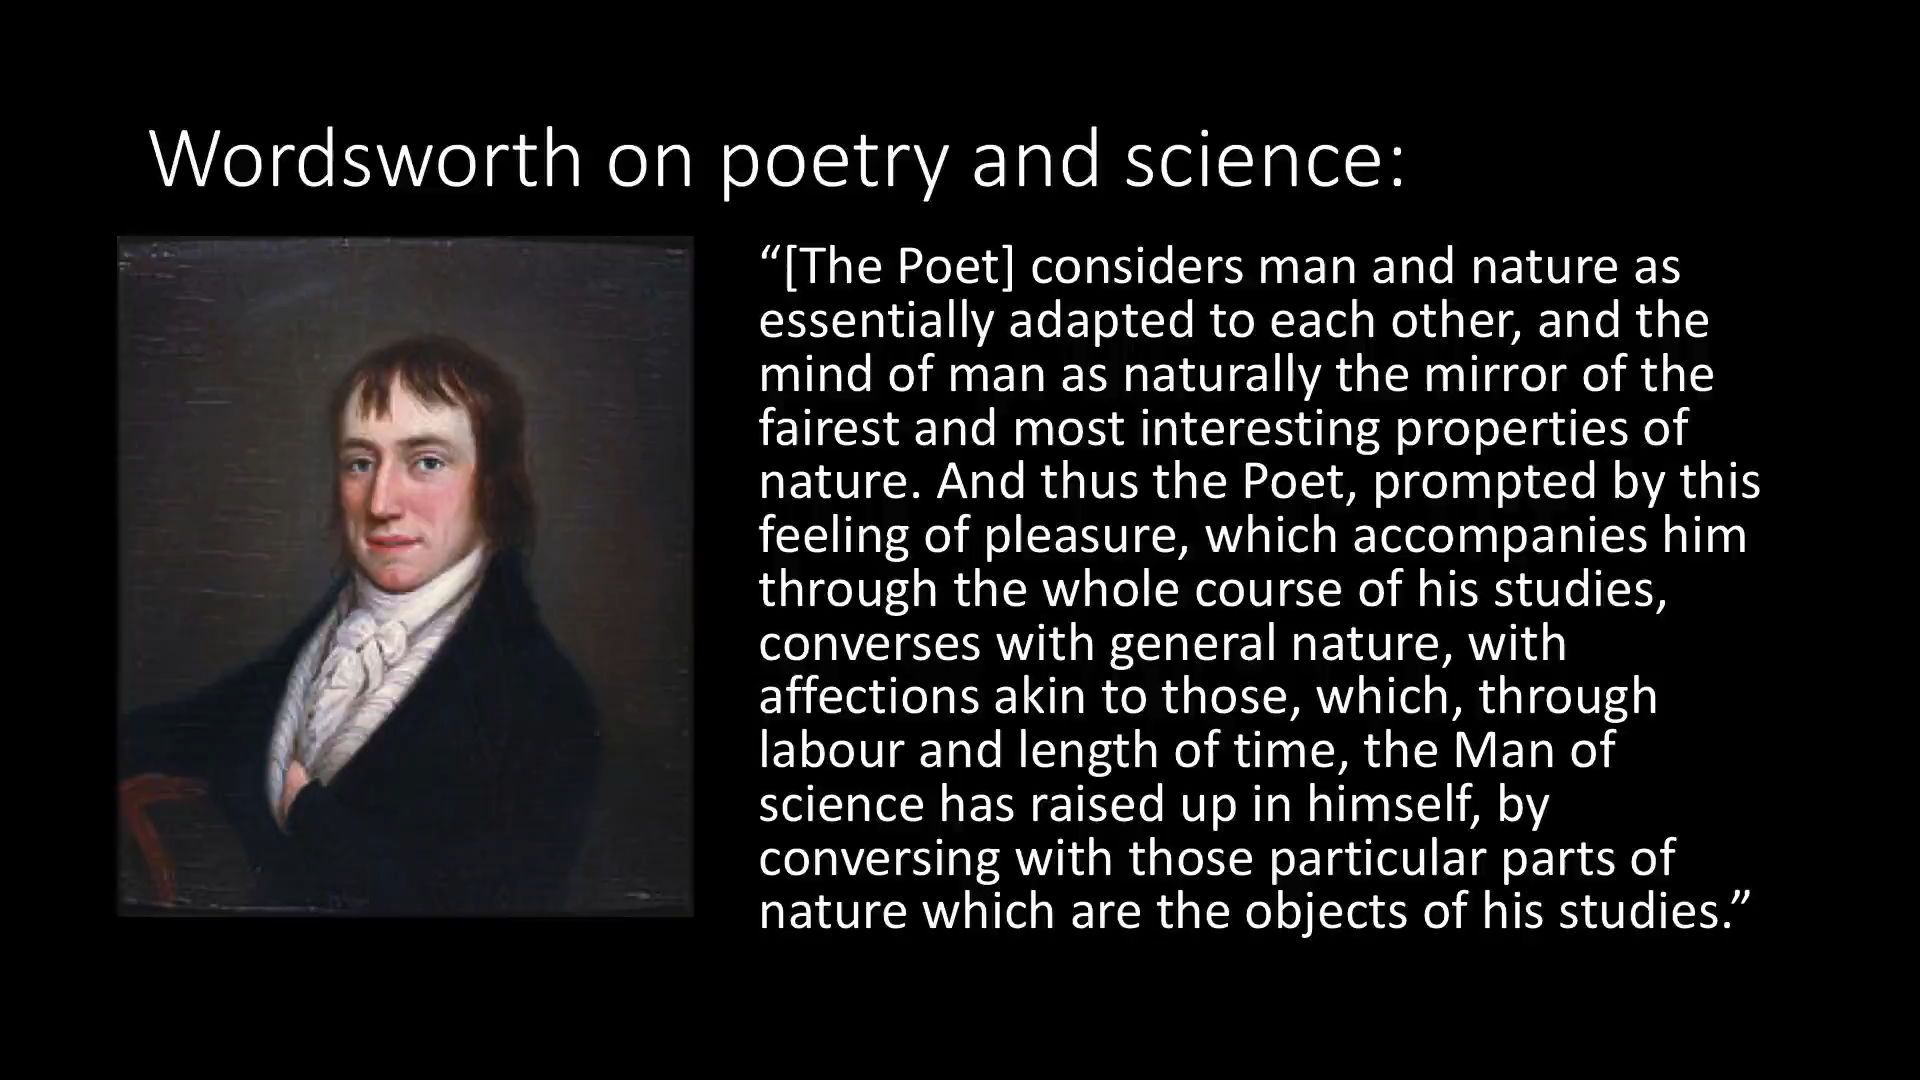 Wordsworth on poetry and science:
“[The Poet] considers man and nature as
essentially adapted to each other, and the
mind of man as naturally the mirror of the
fairest and most interesting properties of
nature. And thus the Poet, prompted by this
feeling of pleasure, which accompanies him
through the whole course of his studies,
converses with general nature, with
affections akin to those, which, through
labour and length of time, the Man of
science has raised up in himself, by
conversing with those particular parts of
nature which are the objects of his studies.”